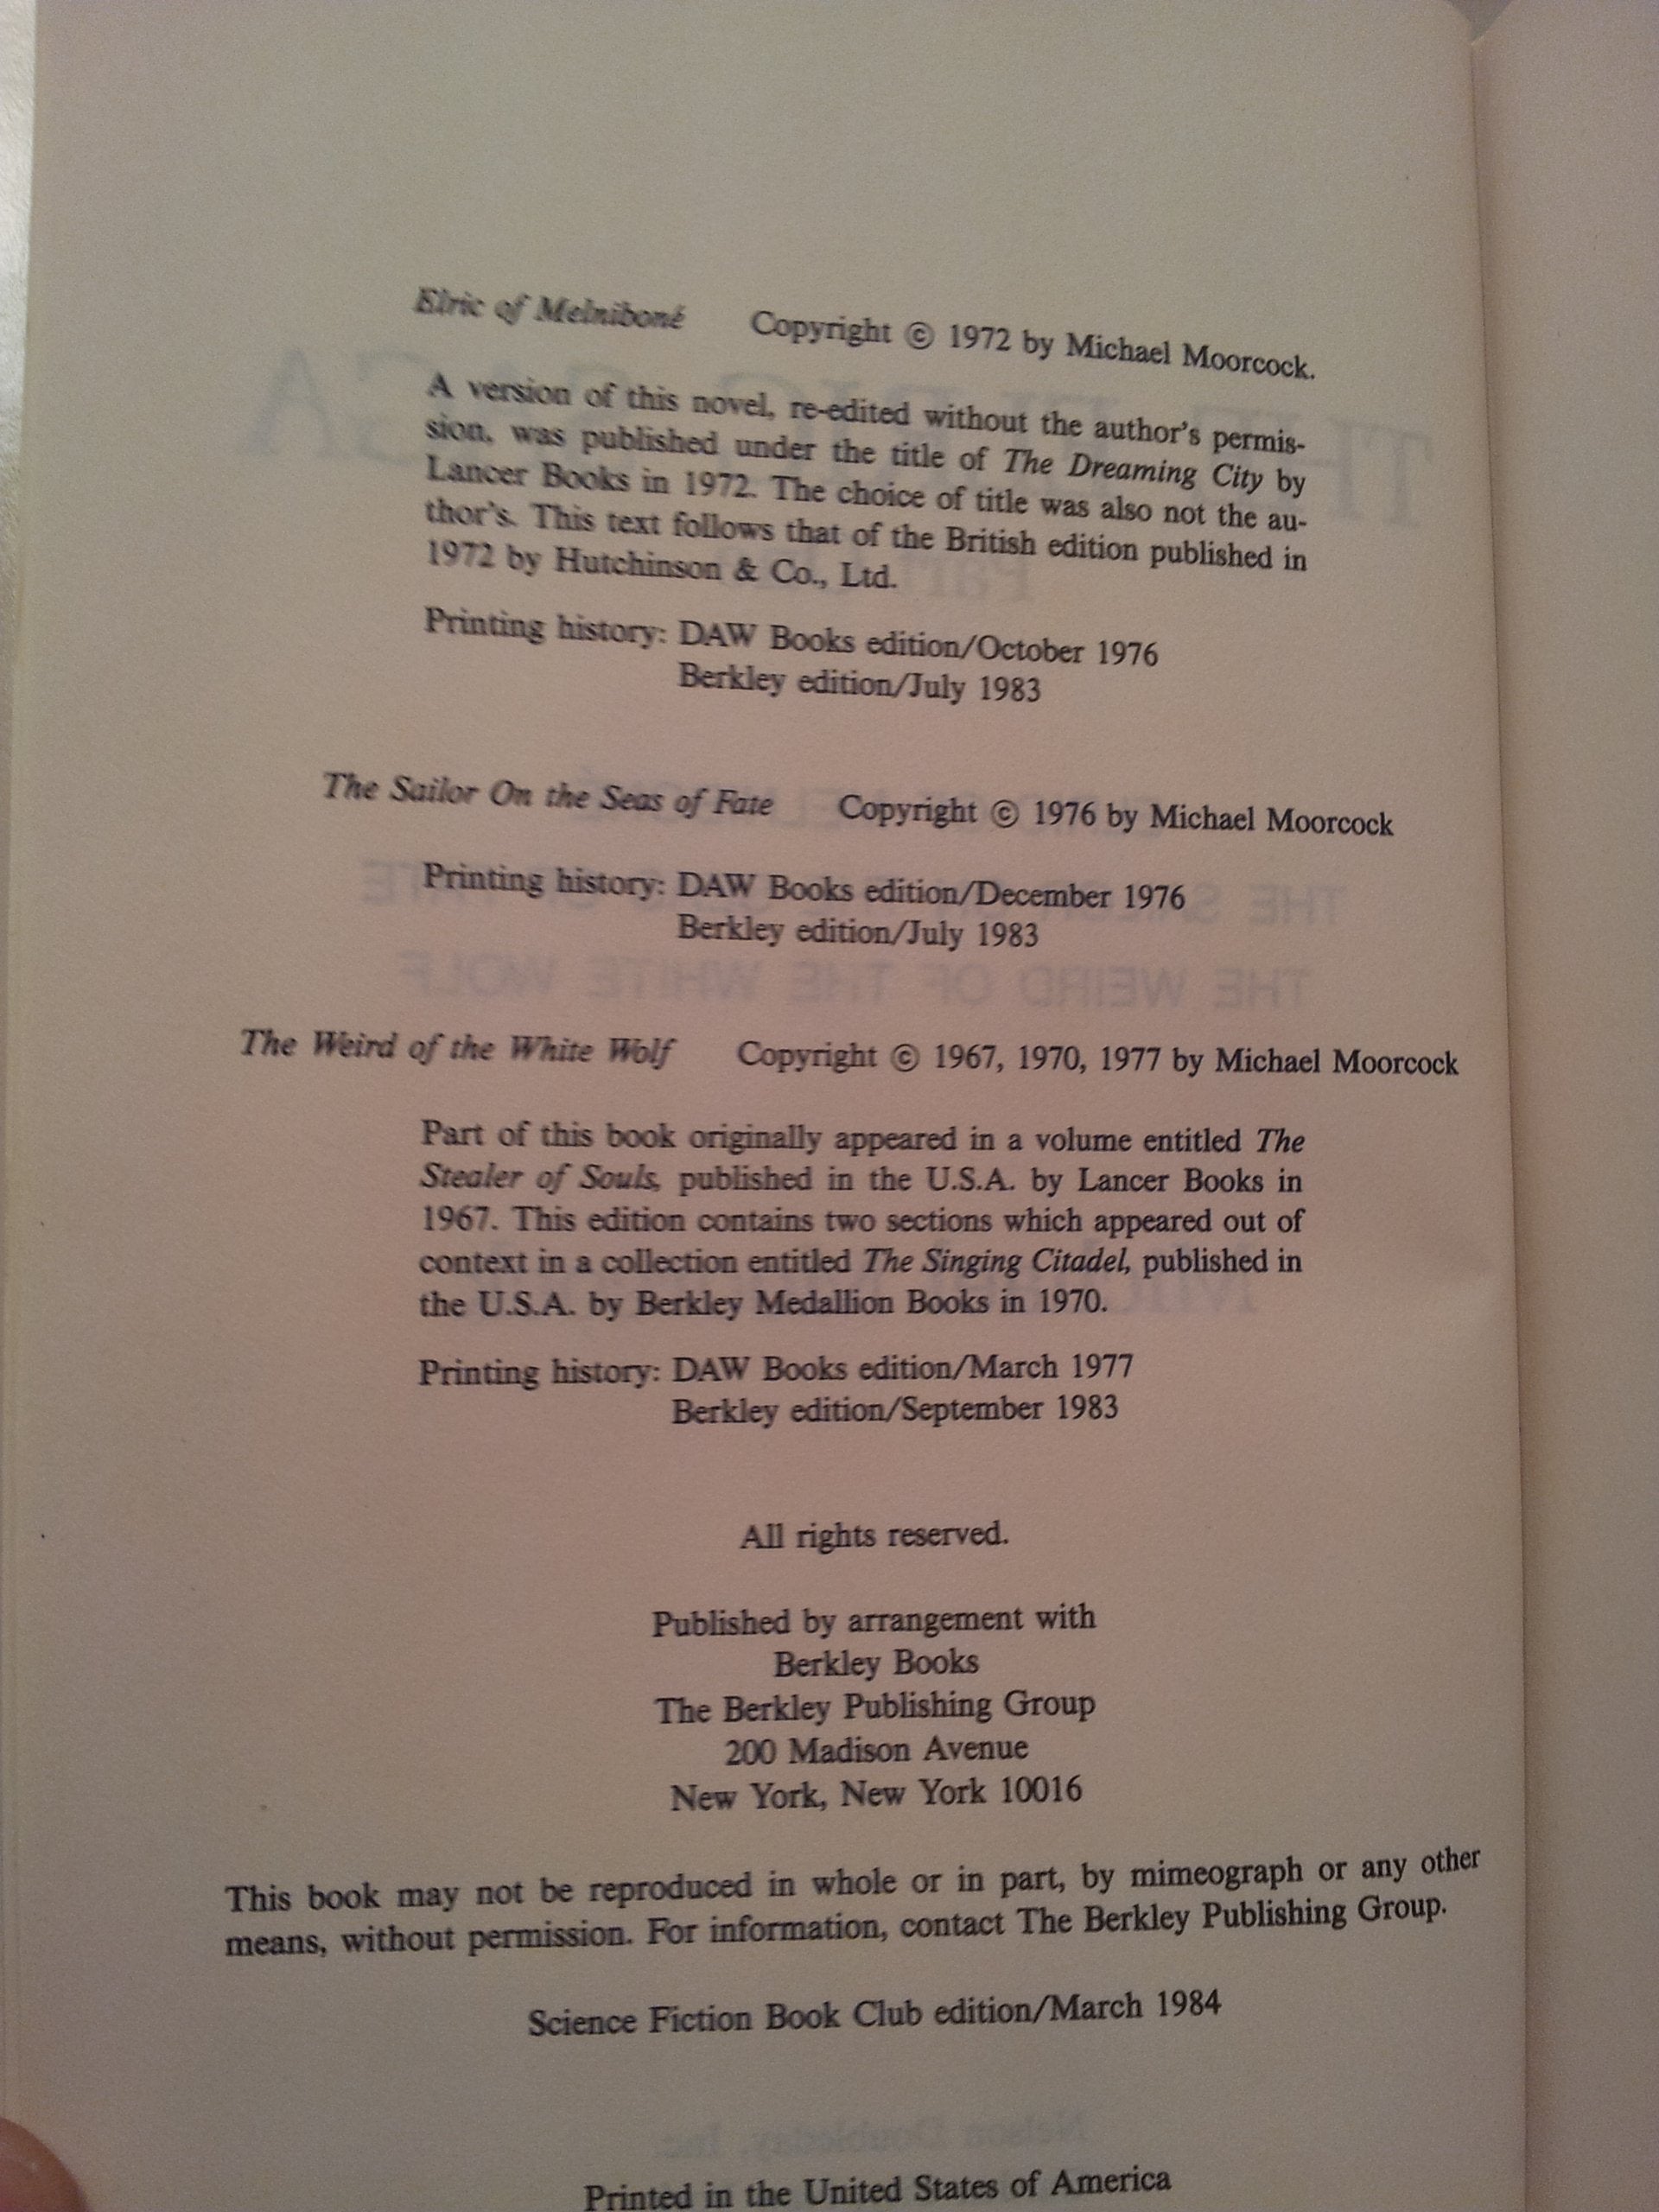 Elric of Melniboné Copyright © 1972 by Michael Moorcock.
A version of this novel, re-edited without the author's permis-
sion, was published under the title of The Dreaming City by
Lancer Books in 1972. The choice of title was also not the au-
thor's. This text follows that of the British edition published in
1972 by Hutchinson & Co., Ltd.
Printing history: DAW Books edition/October 1976
Berkley edition/July 1983
The Sailor On the Seas of Fate Copyright © 1976 by Michael Moorcock
Printing history: DAW Books edition/December 1976
Berkley edition/July 1983
The Weird of the White Wolf Copyright © 1967, 1970, 1977 by Michael Moorcock
Part of this book originally appeared in a volume entitled The
Stealer of Souls, published in the U.S.A. by Lancer Books in
1967. This edition contains two sections which appeared out of
context in a collection entitled The Singing Citadel, published in
the U.S.A. by Berkley Medallion Books in 1970.
Printing history: DAW Books edition/March 1977
Berkley edition/September 1983
All rights reserved.
Published by arrangement with
Berkley Books
The Berkley Publishing Group
200 Madison Avenue
New York, New York 10016
This book may not be reproduced in whole or in part, by mimeograph or any other
means, without permission. For information, contact The Berkley Publishing Group.
Science Fiction Book Club edition/March 1984
Printed in the United States of America